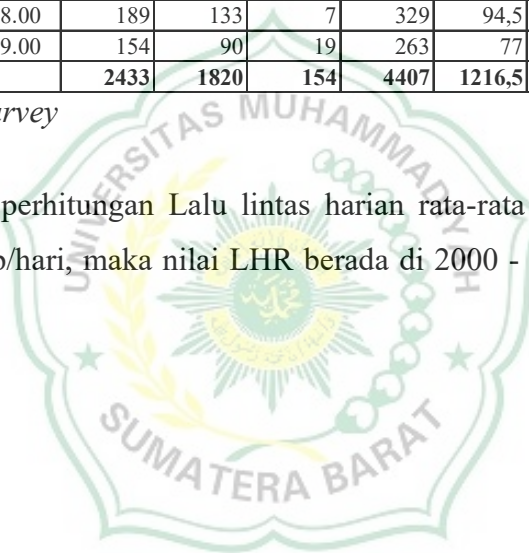 8.00 189 133 7 329 94,5
9.00 154 90 19 263 77
2433 1820 154 4407 1216,5
rvey
perhitungan Lalu lintas harian rata-rata
/hari, maka nilai LHR berada di 2000 -
UNIVERSITAS MUHAMMADIYAH
SUMATERA BARAT